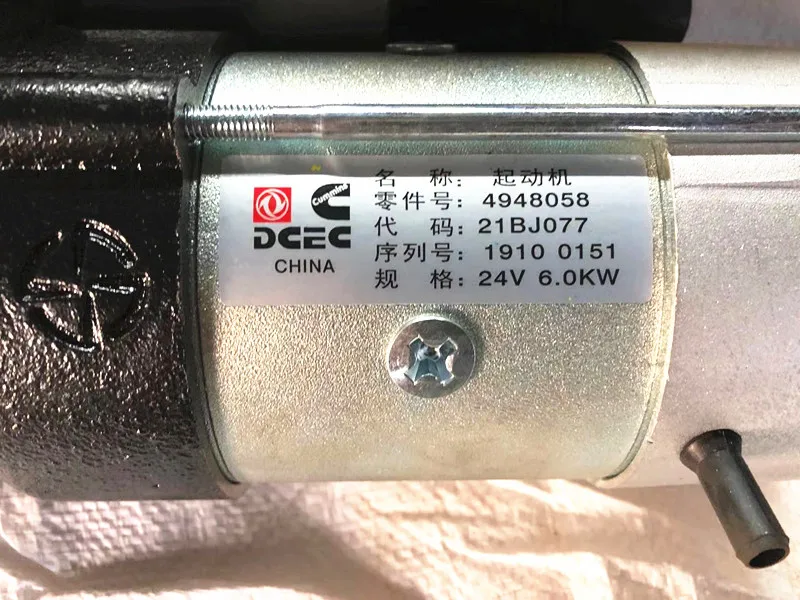 Cummins
DCEC
CHINA
名 称: 起动机
零件号: 4948058
代 码: 21BJ077
序列号: 1910 0151
规 格: 24V 6.0KW